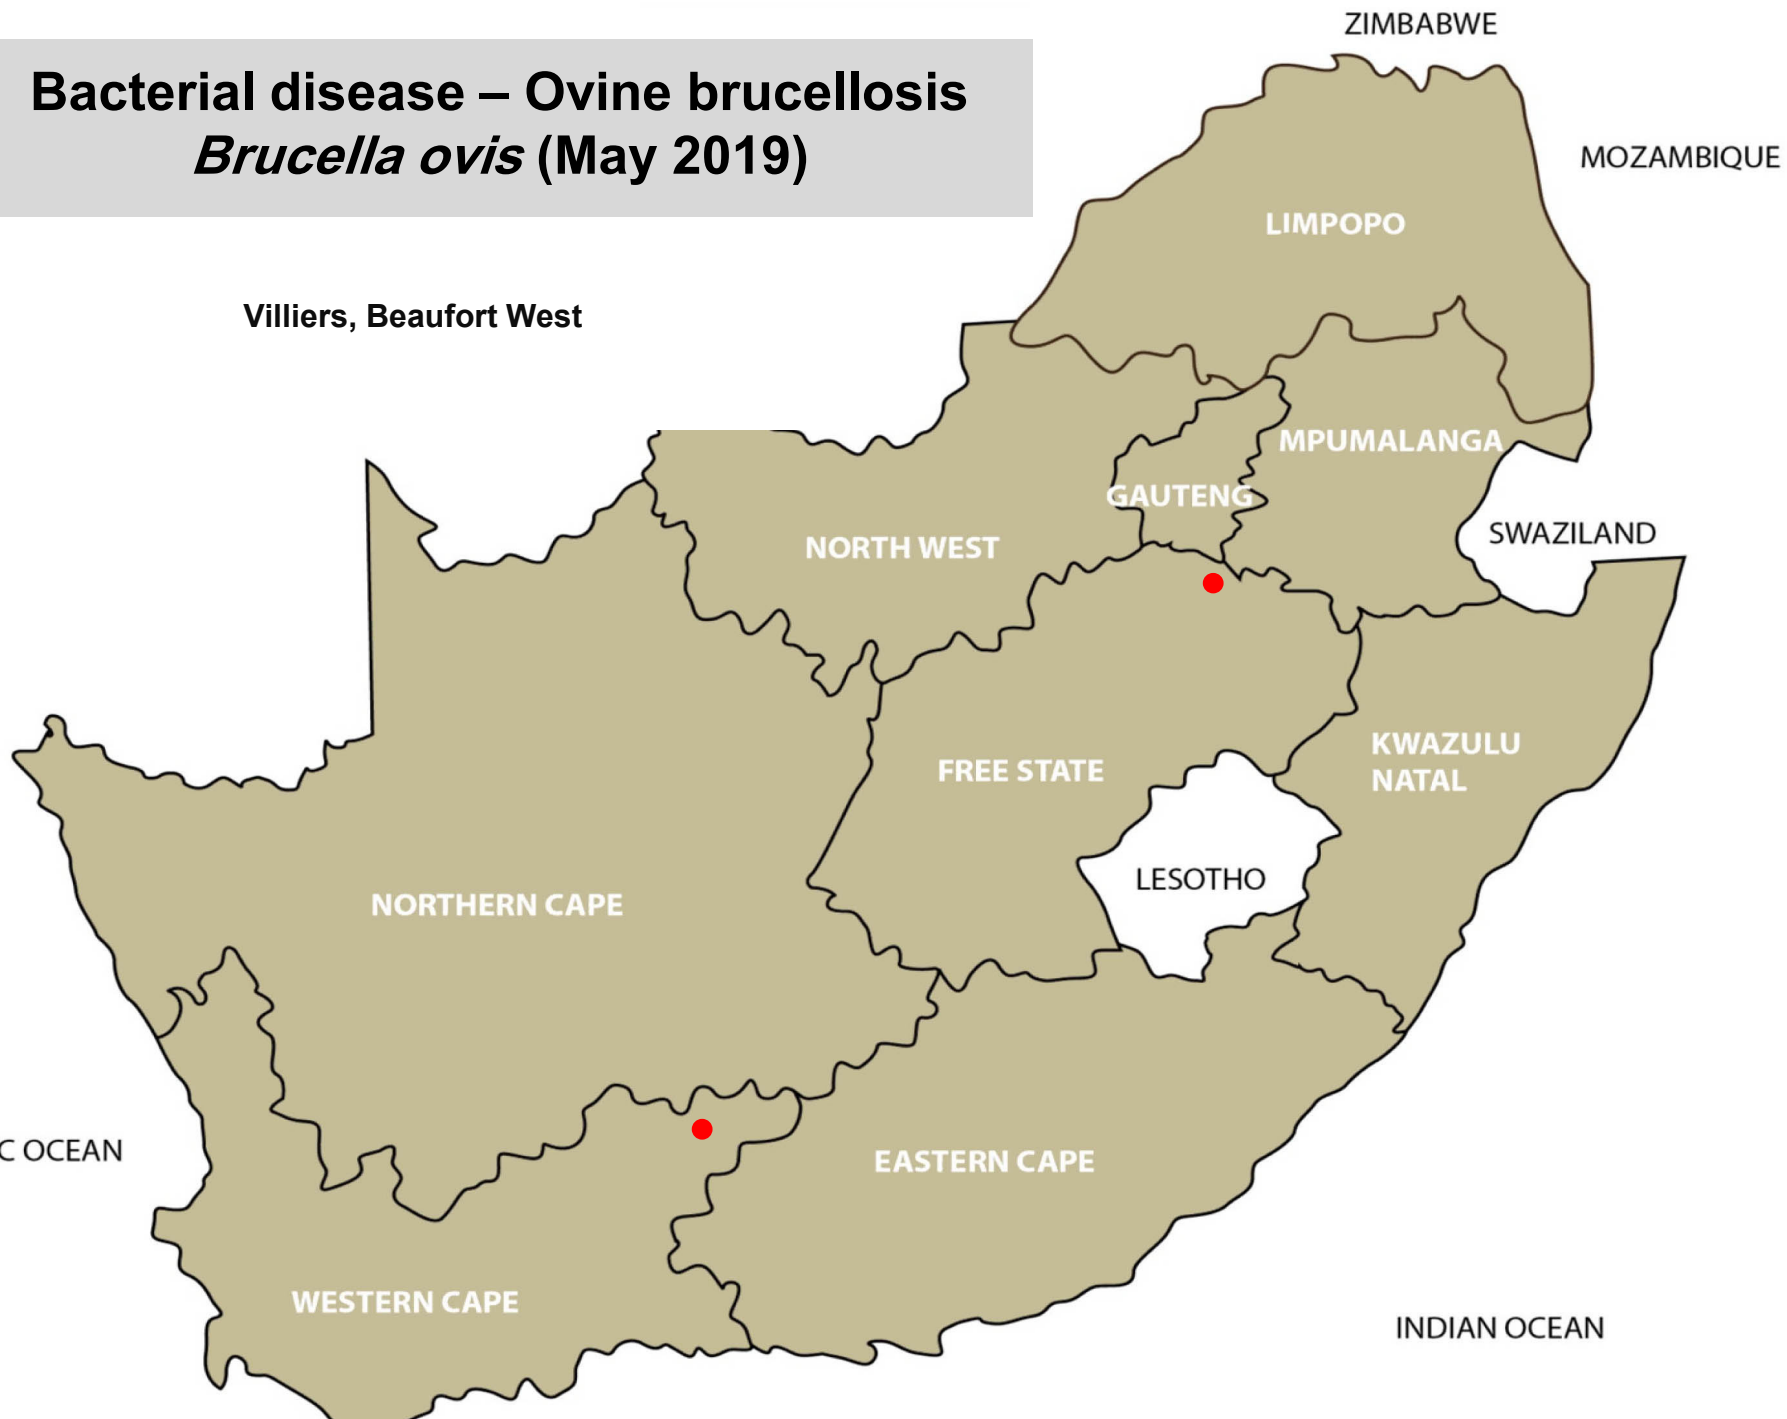 ZIMBABWE
Bacterial disease – Ovine brucellosis
Brucella ovis (May 2019)
MOZAMBIQUE
LIMPOPO
Villiers, Beaufort West
MPUMALANGA
GAUTENG
SWAZILAND
NORTH WEST
KWAZULU
NATAL
FREE STATE
LESOTHO
NORTHERN CAPE
C OCEAN
EASTERN CAPE
WESTERN CAPE
INDIAN OCEAN